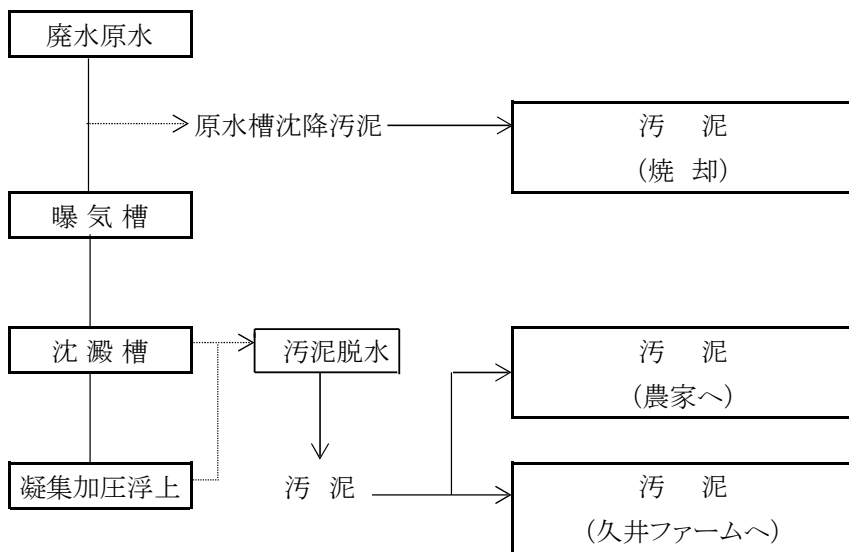 廃水原水
原水槽沈降汚泥
汚 泥
(焼 却)
曝 気 槽
沈 澱 槽
汚泥脱水
汚 泥
(農家へ)
凝集加圧浮上
汚 泥
汚 泥
(久井ファームへ)